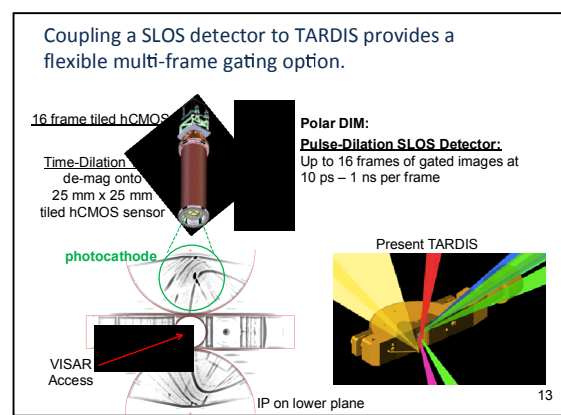 Coupling a SLOS detector to TARDIS provides a
flexible multi-frame gating option.
16 frame tiled hCMOS
Time-Dilation
de-mag onto
25 mm x 25 mm
tiled hCMOS sensor
Polar DIM:
Pulse-Dilation SLOS Detector:
Up to 16 frames of gated images at
10 ps – 1 ns per frame
photocathode
Present TARDIS
VISAR
Access
IP on lower plane
13